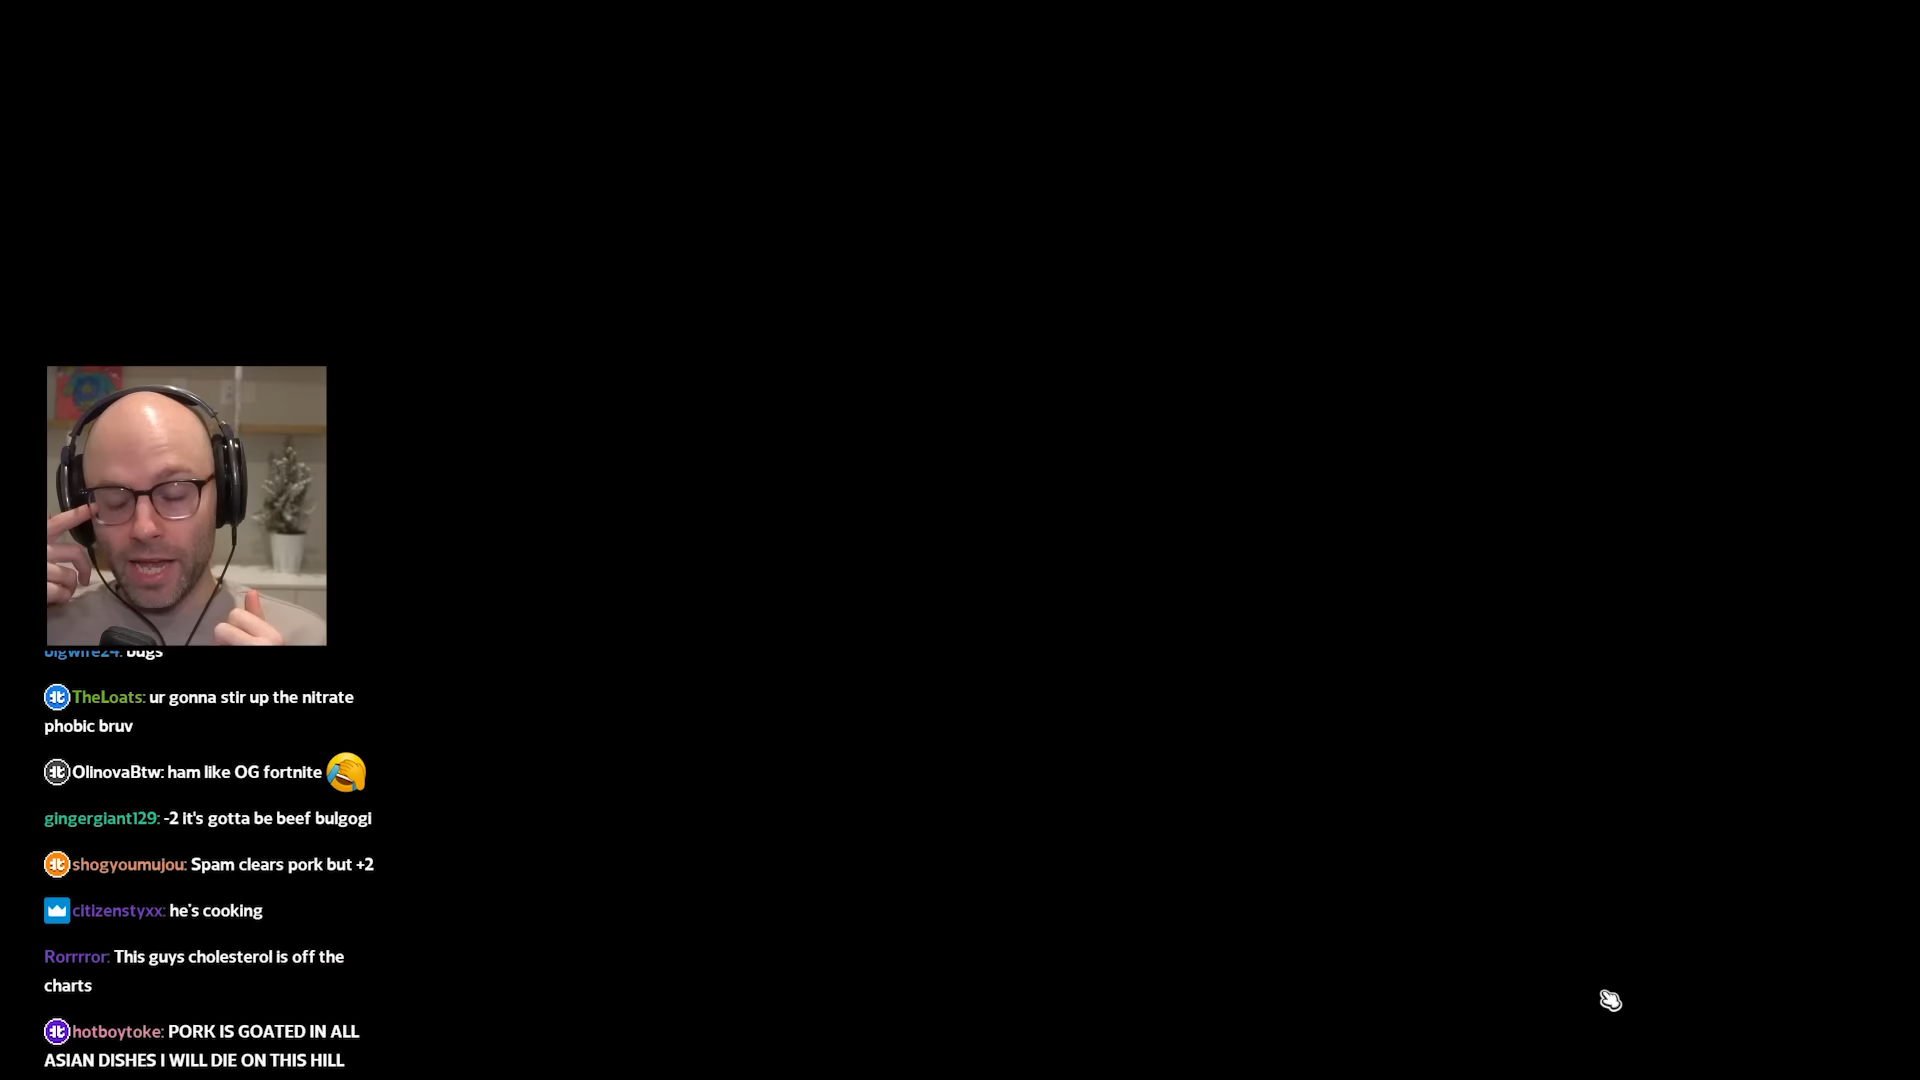 bigwife24: bugs
TheLoats: ur gonna stir up the nitrate
phobic bruv
OlinovaBtw: ham like OG fortnite
gingergiant129: -2 it's gotta be beef bulgogi
shogyoumujou: Spam clears pork but +2
citizenstyxx: he's cooking
Rorrrror: This guys cholesterol is off the
charts
hotboytoke: PORK IS GOATED IN ALL
ASIAN DISHES I WILL DIE ON THIS HILL